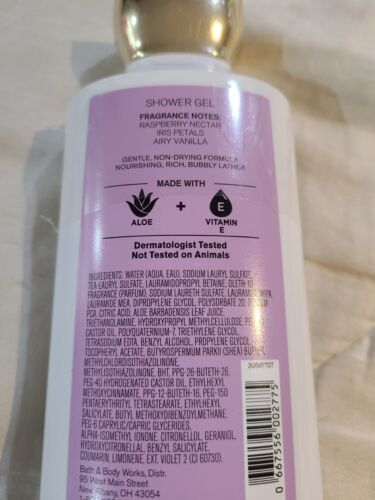 SHOWER GEL
FRAGRANCE NOTES:
RASPBERRY NECTAR
IRIS PETALS
AIRY VANILLA
GENTLE, NON-DRYING FORMULA
NOURISHING, RICH, BUBBLY LATHER
MADE WITH
ALOE
+
E
VITAMIN
E
Dermatologist Tested
Not Tested on Animals
INGREDIENTS: WATER (AQUA, EAU), SODIUM LAURYL SULFATE,
TEA-LAURYL SULFATE, LAURAMIDOPROPYL BETAINE,
FRAGRANCE (PARFUM), SODIUM LAURETH SULFATE,
LAURAMIDE MEA, DIPROPYLENE GLYCOL, POLYSORBATE 20,
PCA, CITRIC ACID, ALOE BARBADENSIS LEAF JUICE,
TRIETHANOLAMINE, HYDROXYPROPYL METHYLCELLULOSE,
CASTOR OIL, POLYQUATERNIUM-7, TRIETHYLENE GLYCOL,
TETRASODIUM EDTA, BENZYL ALCOHOL, PROPYLENE GLYCOL,
TOCOPHERYL ACETATE, BUTYROSPERMUM PARKII (SHEA) BUTTER,
METHYLCHLOROISOTHIAZOLINONE,
METHYLISOTHIAZOLINONE, BHT, PPG-26-BUTETH-26,
PEG-40 HYDROGENATED CASTOR OIL, ETHYLHEXYL
METHOXYCINNAMATE, PPG-12-BUTETH-16, PEG-150
PENTAERYTHRITYL TETRASTEARATE, ETHYLHEXYL
SALICYLATE, BUTYL METHOXYDIBENZOYLMETHANE,
PEG-6 CAPRYLIC/CAPRIC GLYCERIDES,
ALPHA-ISOMETHYL IONONE, CITRONELLOL, GERANIOL,
HYDROXYCITRONELLAL, BENZYL SALICYLATE,
COUMARIN, LIMONENE, EXT. VIOLET 2 (CI 60730).
Bath & Body Works, Distr.
95 West Main Street
New Albany, OH 43054
0 667556 002775